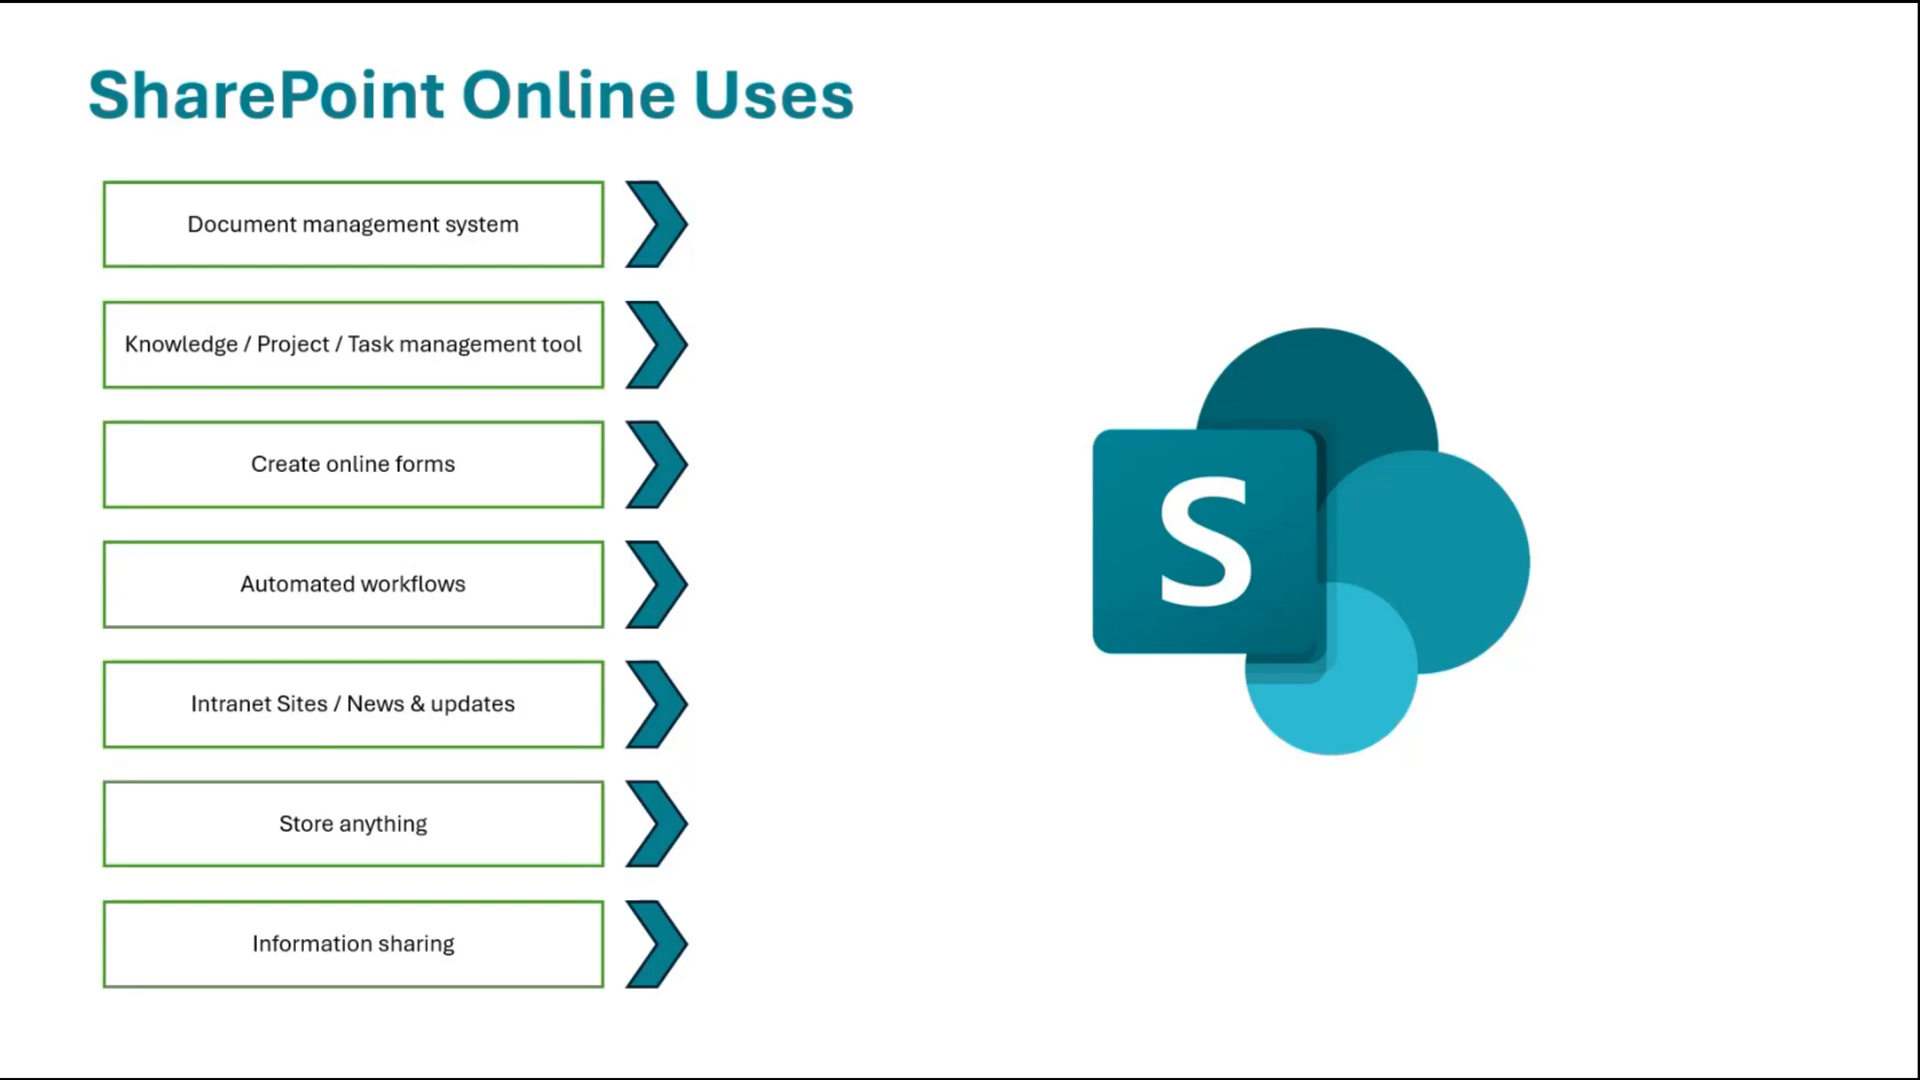 SharePoint Online Uses
Document management system
Knowledge / Project / Task management tool
Create online forms
Automated workflows
Intranet Sites / News & updates
Store anything
Information sharing
S